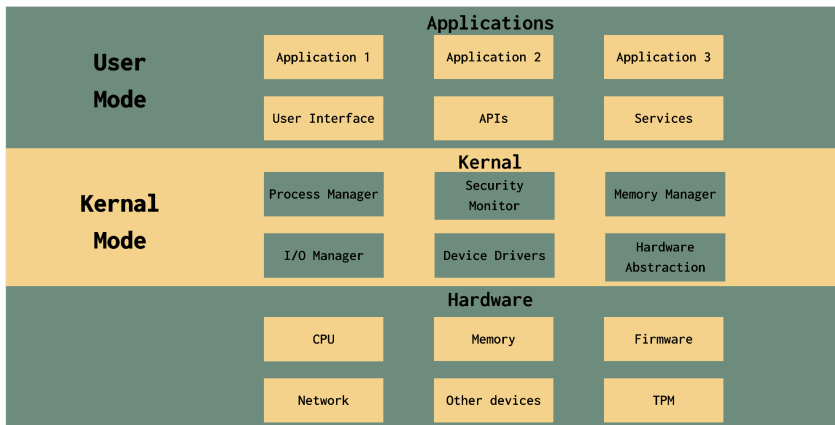 Applications
User
Mode
Application 1
Application 2
Application 3
User Interface
APIs
Services
Kernal
Kernal
Mode
Process Manager
Security
Monitor
Memory Manager
I/O Manager
Device Drivers
Hardware
Abstraction
Hardware
CPU
Memory
Firmware
Network
Other devices
TPM